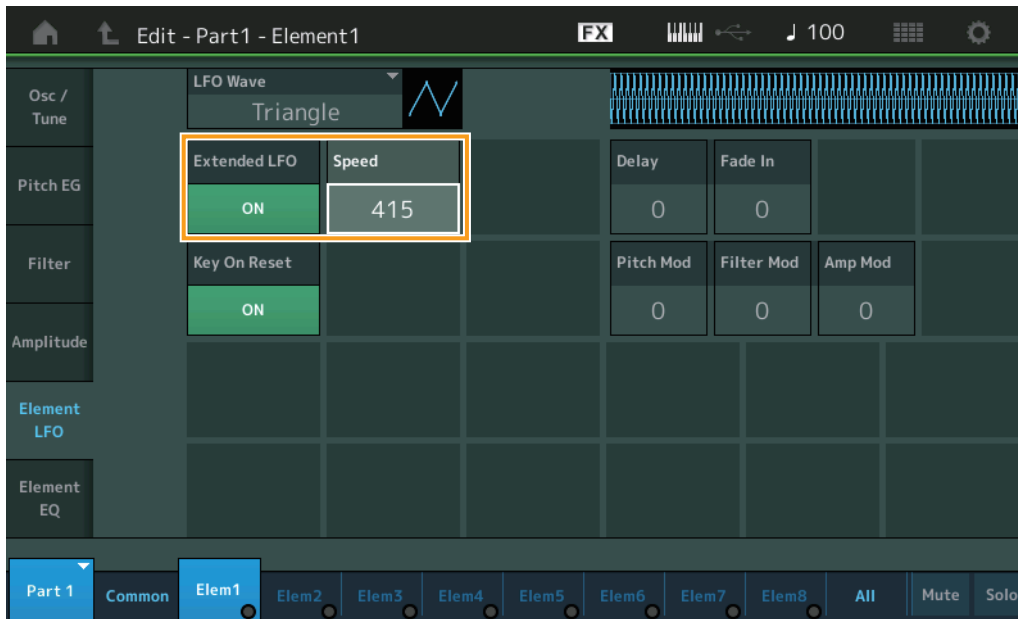 Edit - Part1 - Element1 FX ♩ 100
Osc /
Tune
Pitch EG
Filter
Amplitude
Element
LFO
Element
EQ
LFO Wave
Triangle
Extended LFO Speed
ON 415
Key On Reset
ON
Delay Fade In
0 0
Pitch Mod Filter Mod Amp Mod
0 0 0
Part 1 Common Elem1 Elem2 Elem3 Elem4 Elem5 Elem6 Elem7 Elem8 All Mute Solo